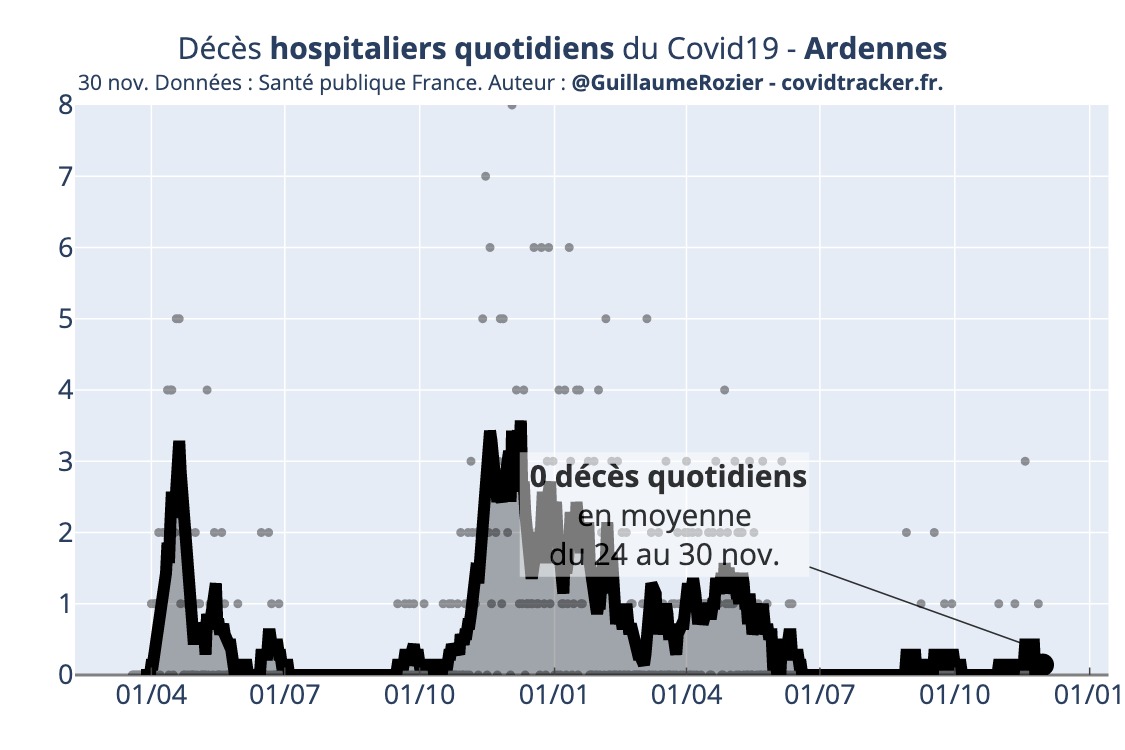 Décès hospitaliers quotidiens du Covid19 - Ardennes
30 nov. Données : Santé publique France. Auteur : @GuillaumeRozier - covidtracker.fr.
8
7
6
5
4
3
2
1
0
0 décès quotidiens
en moyenne
du 24 au 30 nov.
01/04 01/07 01/10 01/01 01/04 01/07 01/10 01/01